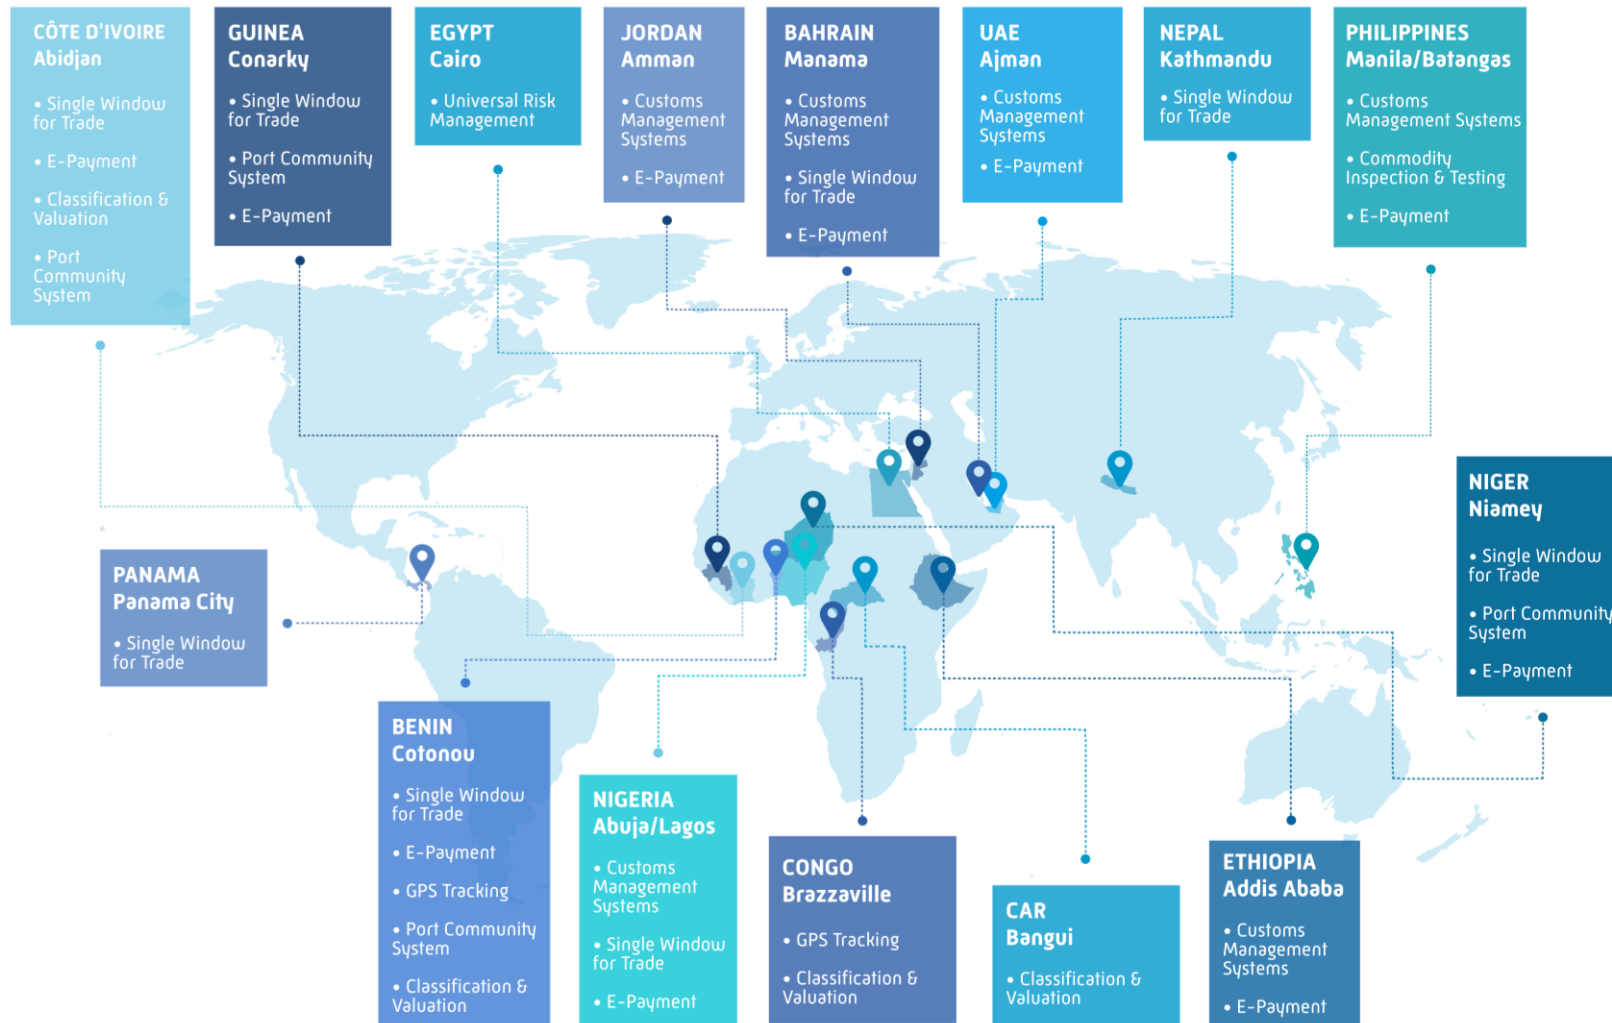 CÔTE D'IVOIRE
Abidjan
• Single Window
for Trade
• E-Payment
• Classification &
Valuation
• Port
Community
System
GUINEA
Conarky
• Single Window
for Trade
• Port Community
System
• E-Payment
EGYPT
Cairo
• Universal Risk
Management
JORDAN
Amman
• Customs
Management
Systems
• E-Payment
BAHRAIN
Manama
• Customs
Management
Systems
• Single Window
for Trade
• E-Payment
UAE
Ajman
• Customs
Management
Systems
• E-Payment
NEPAL
Kathmandu
• Single Window
for Trade
PHILIPPINES
Manila/Batangas
• Customs
Management Systems
• Commodity
Inspection & Testing
• E-Payment
NIGER
Niamey
• Single Window
for Trade
• Port Community
System
• E-Payment
PANAMA
Panama City
• Single Window
for Trade
BENIN
Cotonou
• Single Window
for Trade
• E-Payment
• GPS Tracking
• Port Community
System
• Classification &
Valuation
NIGERIA
Abuja/Lagos
• Customs
Management
Systems
• Single Window
for Trade
• E-Payment
CONGO
Brazzaville
• GPS Tracking
• Classification &
Valuation
CAR
Bangui
• Classification &
Valuation
ETHIOPIA
Addis Ababa
• Customs
Management
Systems
• E-Payment